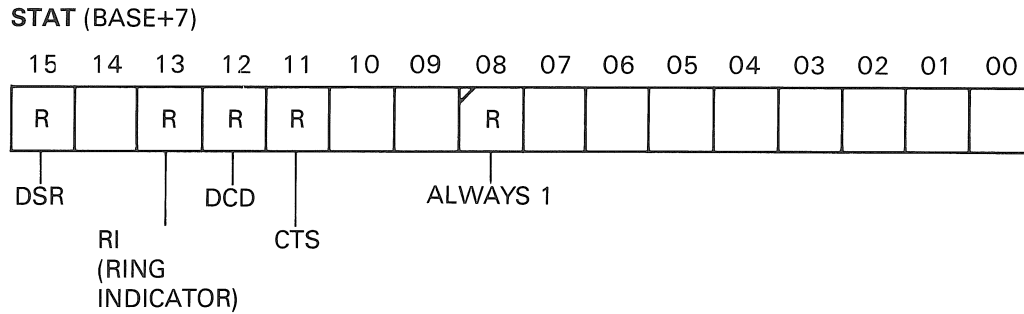 STAT (BASE+7)
15 14 13 12 11 10 09 08 07 06 05 04 03 02 01 00
R R R R R
DSR DCD ALWAYS 1
RI CTS
(RING
INDICATOR)